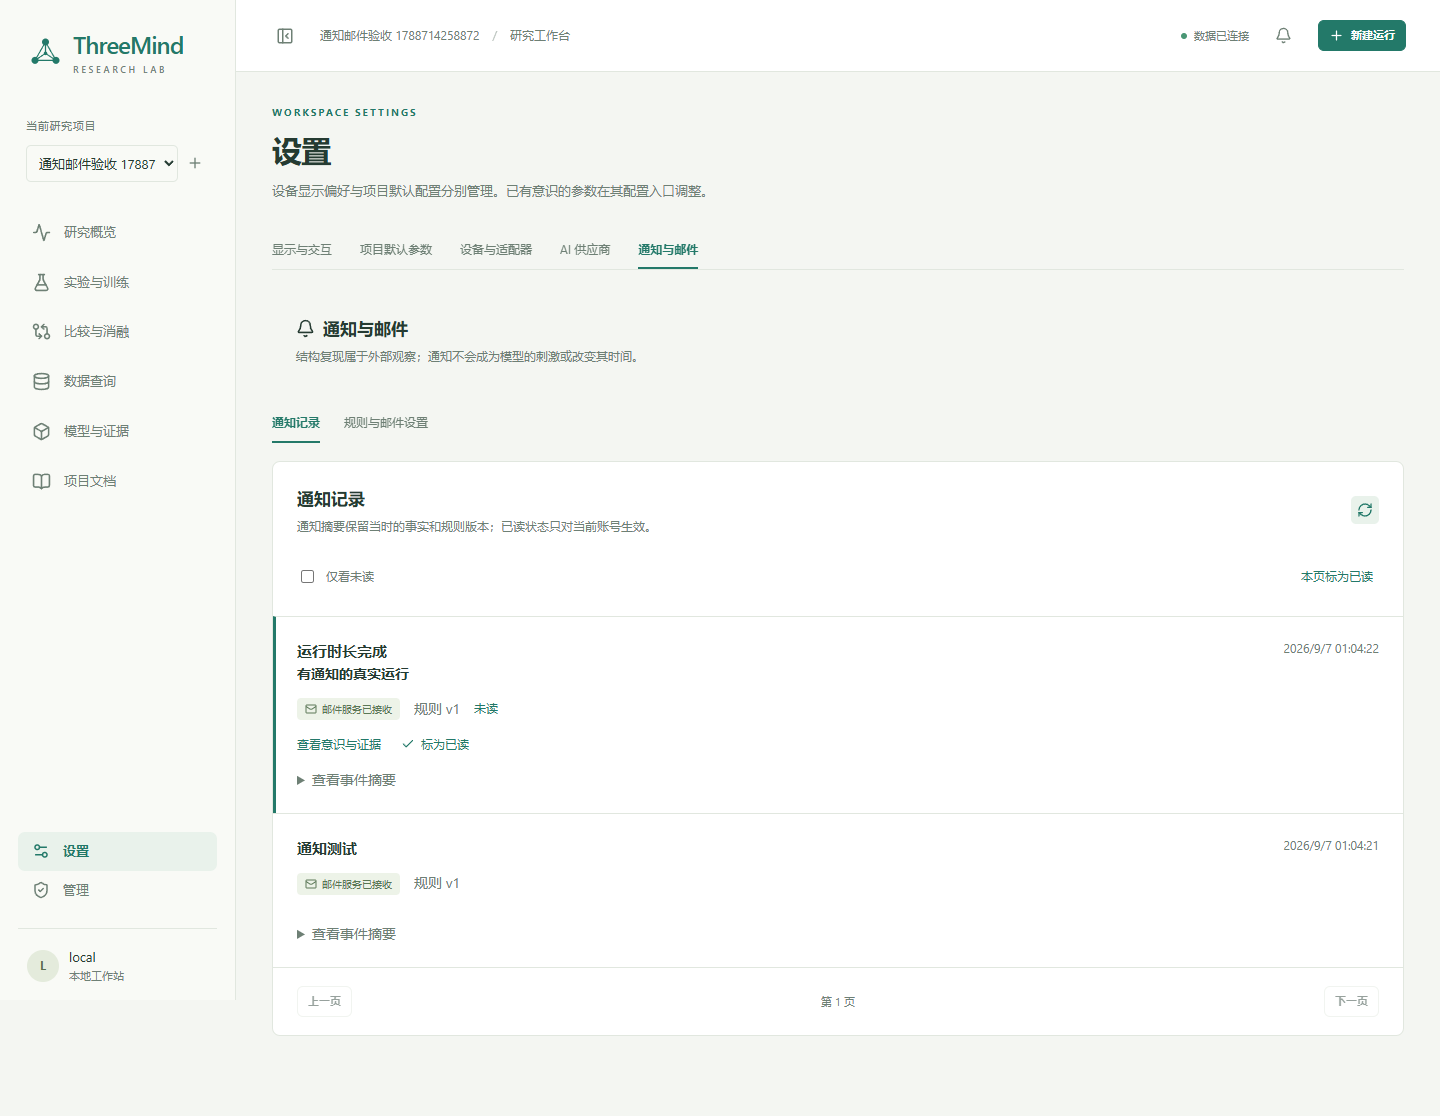 ThreeMind
RESEARCH LAB
当前研究项目
通知邮件验收 17887
研究概览
实验与训练
比较与消融
数据查询
模型与证据
项目文档
设置
管理
L
local
本地工作站
通知邮件验收 1788714258872 / 研究工作台
数据已连接
新建运行
WORKSPACE SETTINGS
设置
设备显示偏好与项目默认配置分别管理。已有意识的参数在其配置入口调整。
显示与交互 项目默认参数 设备与适配器 AI 供应商 通知与邮件
通知与邮件
结构复现属于外部观察；通知不会成为模型的刺激或改变其时间。
通知记录 规则与邮件设置
通知记录
通知摘要保留当时的事实和规则版本；已读状态只对当前账号生效。
仅看未读 本页标为已读
运行时长完成 2026/9/7 01:04:22
有通知的真实运行
邮件服务已接收 规则 v1 未读
查看意识与证据 标为已读
查看事件摘要
通知测试 2026/9/7 01:04:21
邮件服务已接收 规则 v1
查看事件摘要
上一页 第 1 页 下一页